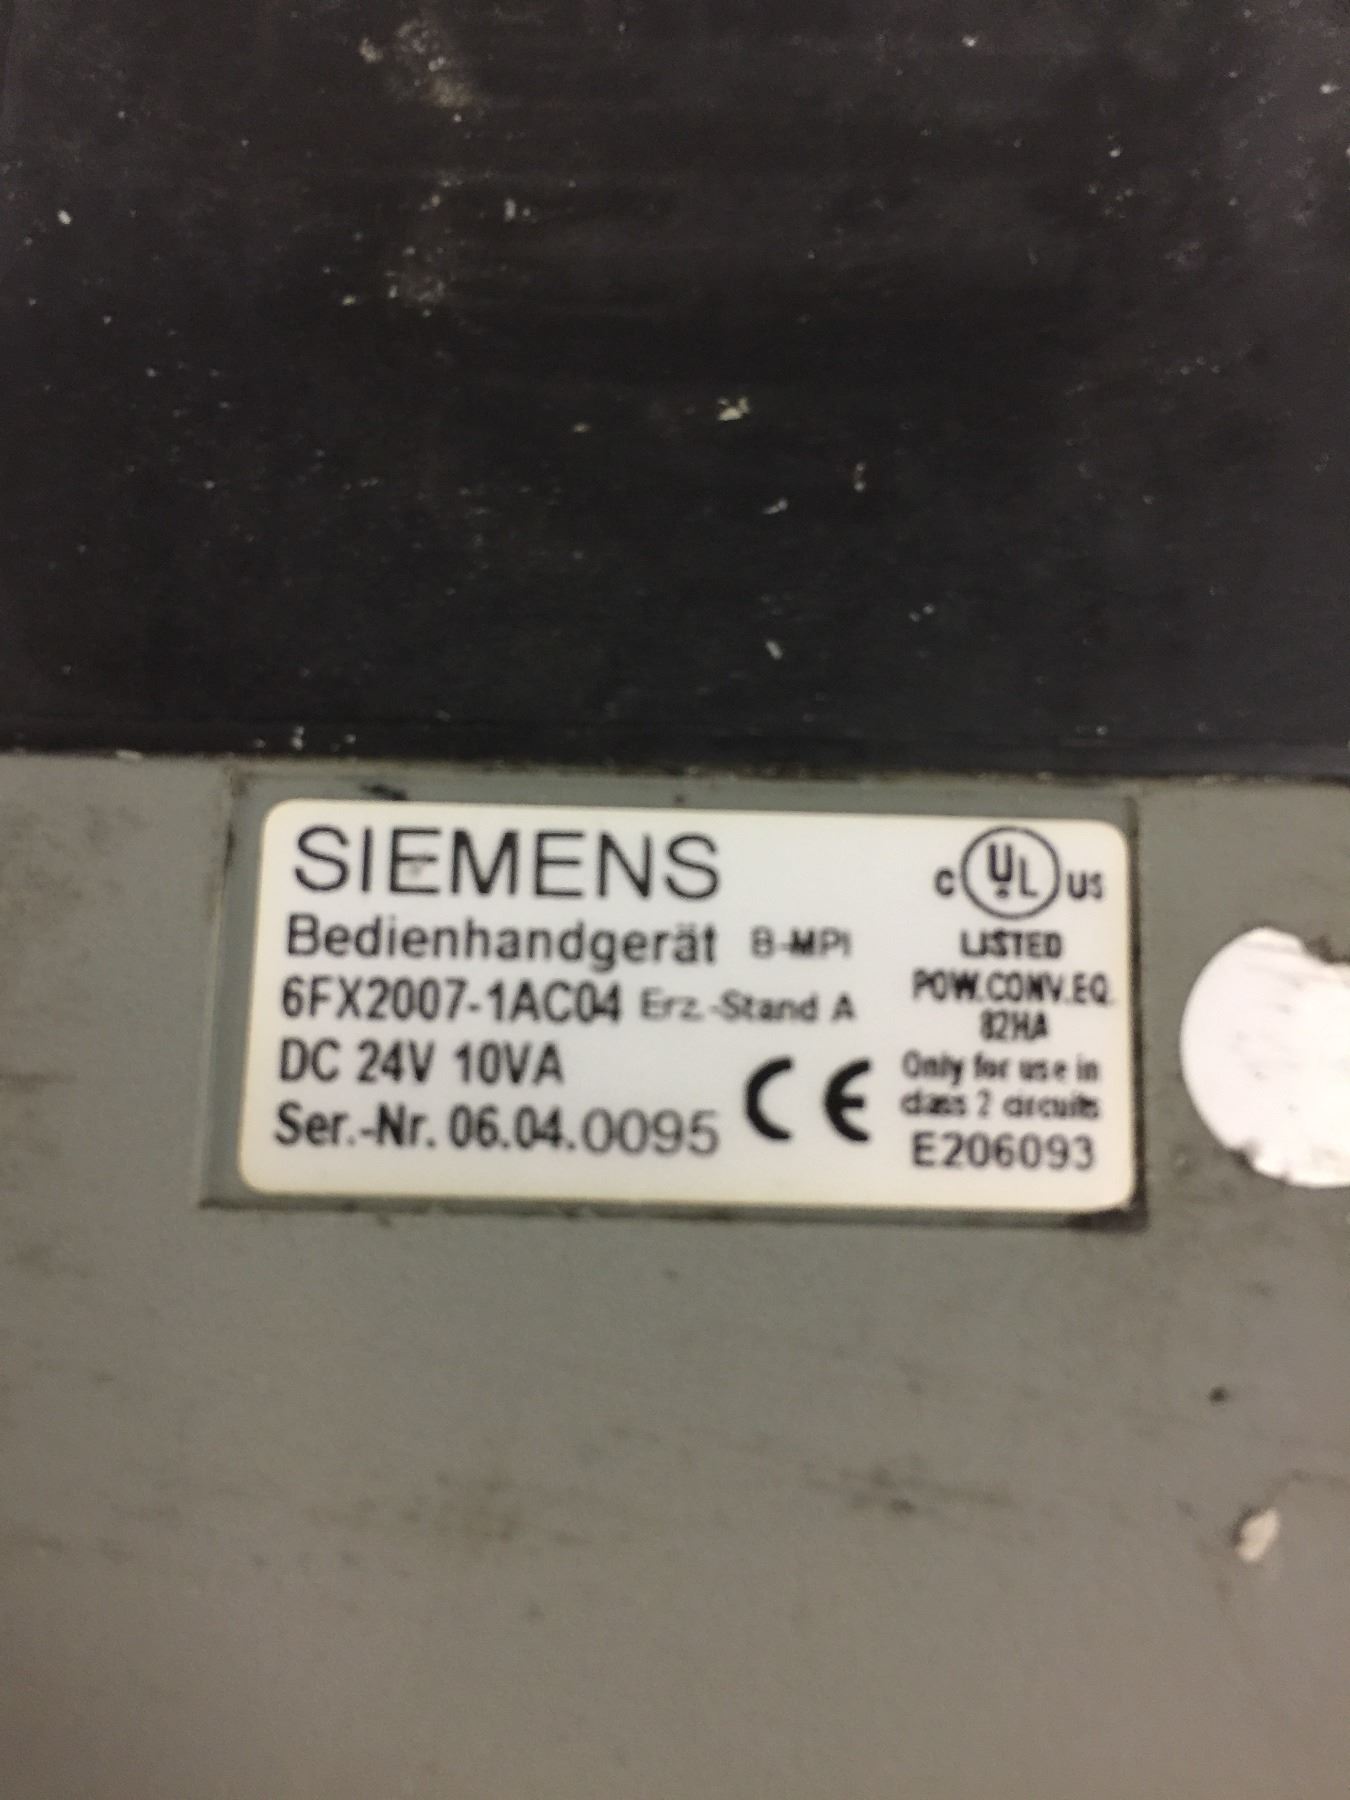 SIEMENS
Bedienhandgerät B-MPI
6FX2007-1AC04 Erz.-Stand A
DC 24V 10VA
Ser.-Nr. 06.04.0095
CE
C UL US
LISTED
POW.CONV.EQ.
82HA
Only for use in
class 2 circuits
E206093